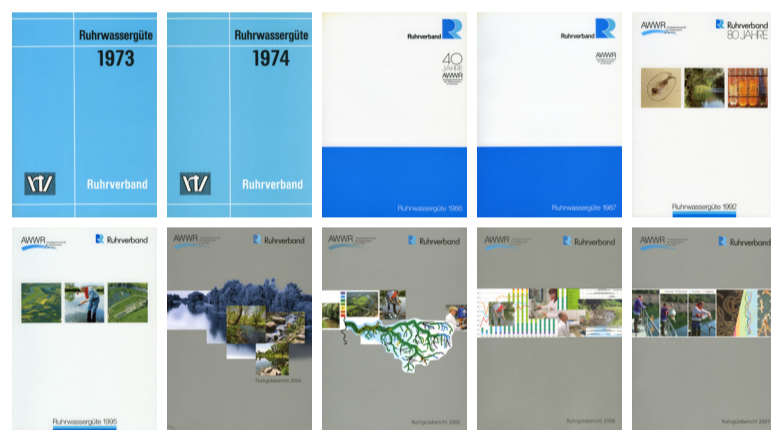 Ruhrwassergüte
1973
Ruhrverband
Ruhrwassergüte
1974
Ruhrverband
Ruhrverband
40
JAHRE
AWWR
Ruhrwassergüte 1986
Ruhrverband
AWWR
Ruhrwassergüte 1987
AWWR
Ruhrverband
80 JAHRE
Ruhrwassergüte 1992
AWWR
Ruhrverband
Ruhrwassergüte 1995
AWWR
Ruhrverband
Ruhrgütebericht 2004
AWWR
Ruhrverband
Ruhrgütebericht 2005
AWWR
Ruhrverband
Ruhrgütebericht 2006
AWWR
Ruhrverband
Ruhrgütebericht 2007